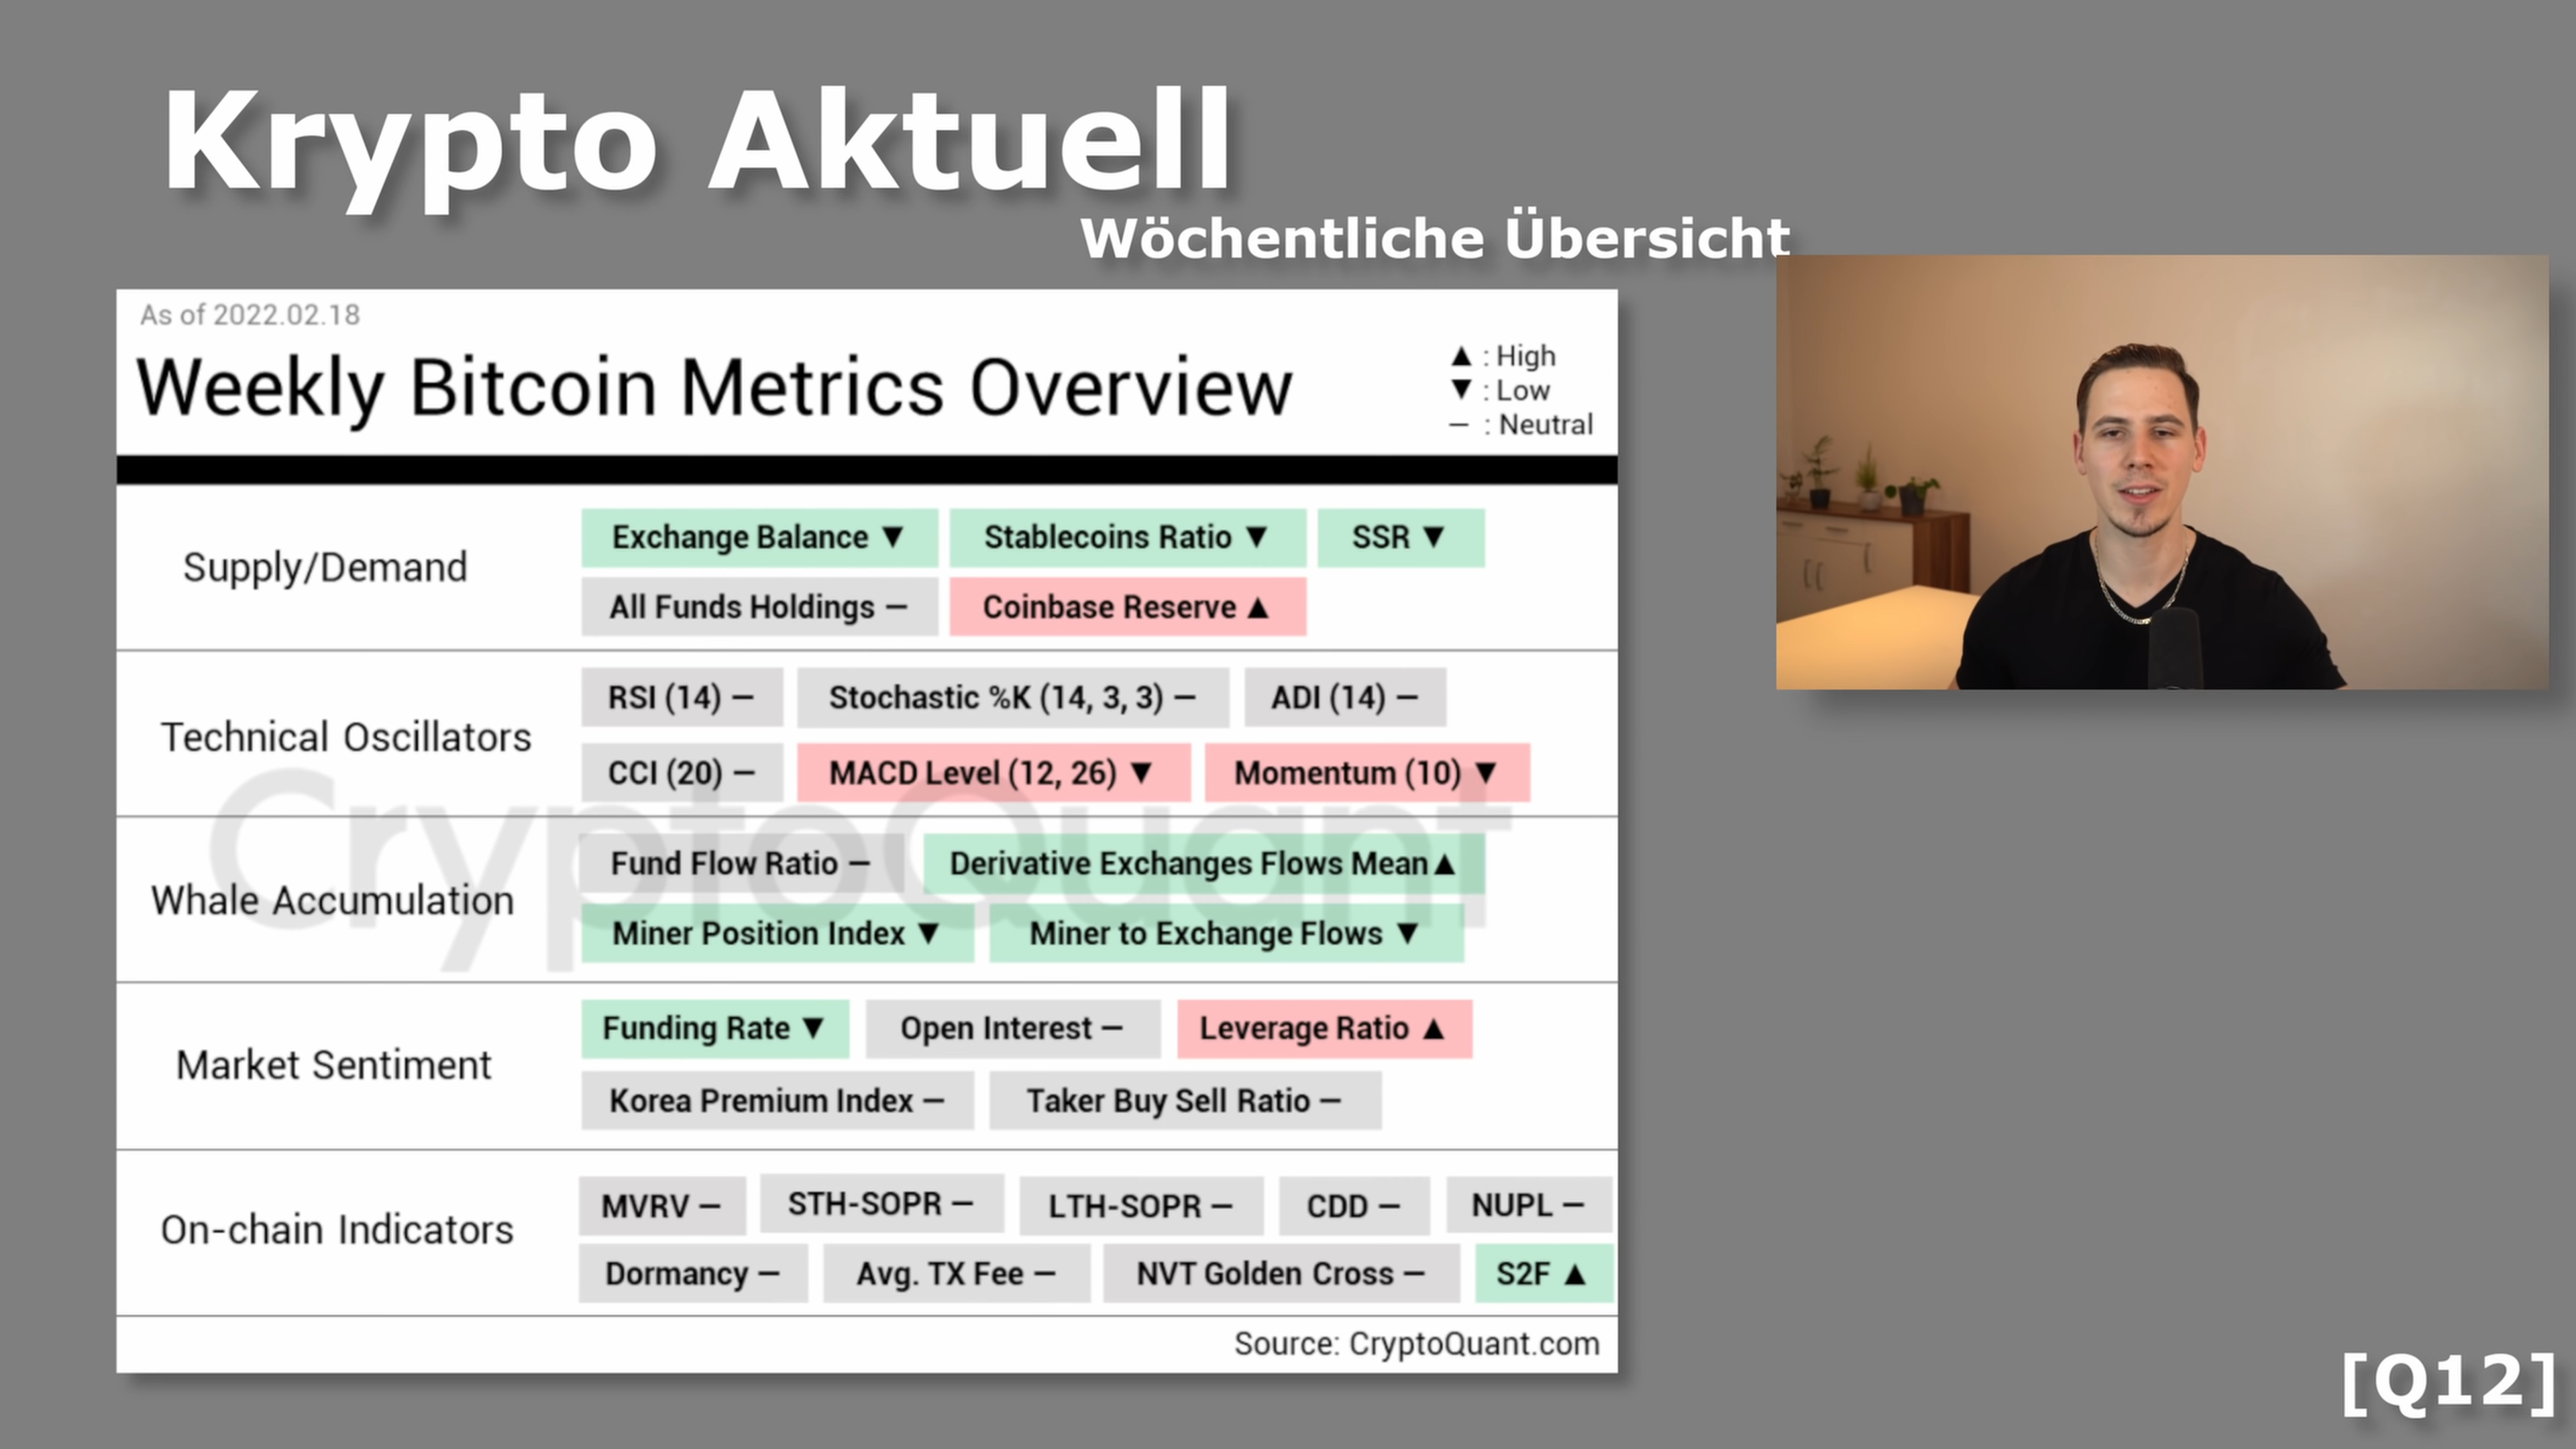 Krypto Aktuell
Wöchentliche Übersicht
As of 2022.02.18
Weekly Bitcoin Metrics Overview
▲ : High
▼ : Low
– : Neutral
Supply/Demand
Exchange Balance ▼ Stablecoins Ratio ▼ SSR ▼
All Funds Holdings – Coinbase Reserve ▲
Technical Oscillators
RSI (14) – Stochastic %K (14, 3, 3) – ADI (14) –
CCI (20) – MACD Level (12, 26) ▼ Momentum (10) ▼
Whale Accumulation
Fund Flow Ratio – Derivative Exchanges Flows Mean▲
Miner Position Index ▼ Miner to Exchange Flows ▼
CryptoQuant
Market Sentiment
Funding Rate ▼ Open Interest – Leverage Ratio ▲
Korea Premium Index – Taker Buy Sell Ratio –
On-chain Indicators
MVRV – STH-SOPR – LTH-SOPR – CDD – NUPL –
Dormancy – Avg. TX Fee – NVT Golden Cross – S2F ▲
Source: CryptoQuant.com
[Q12]